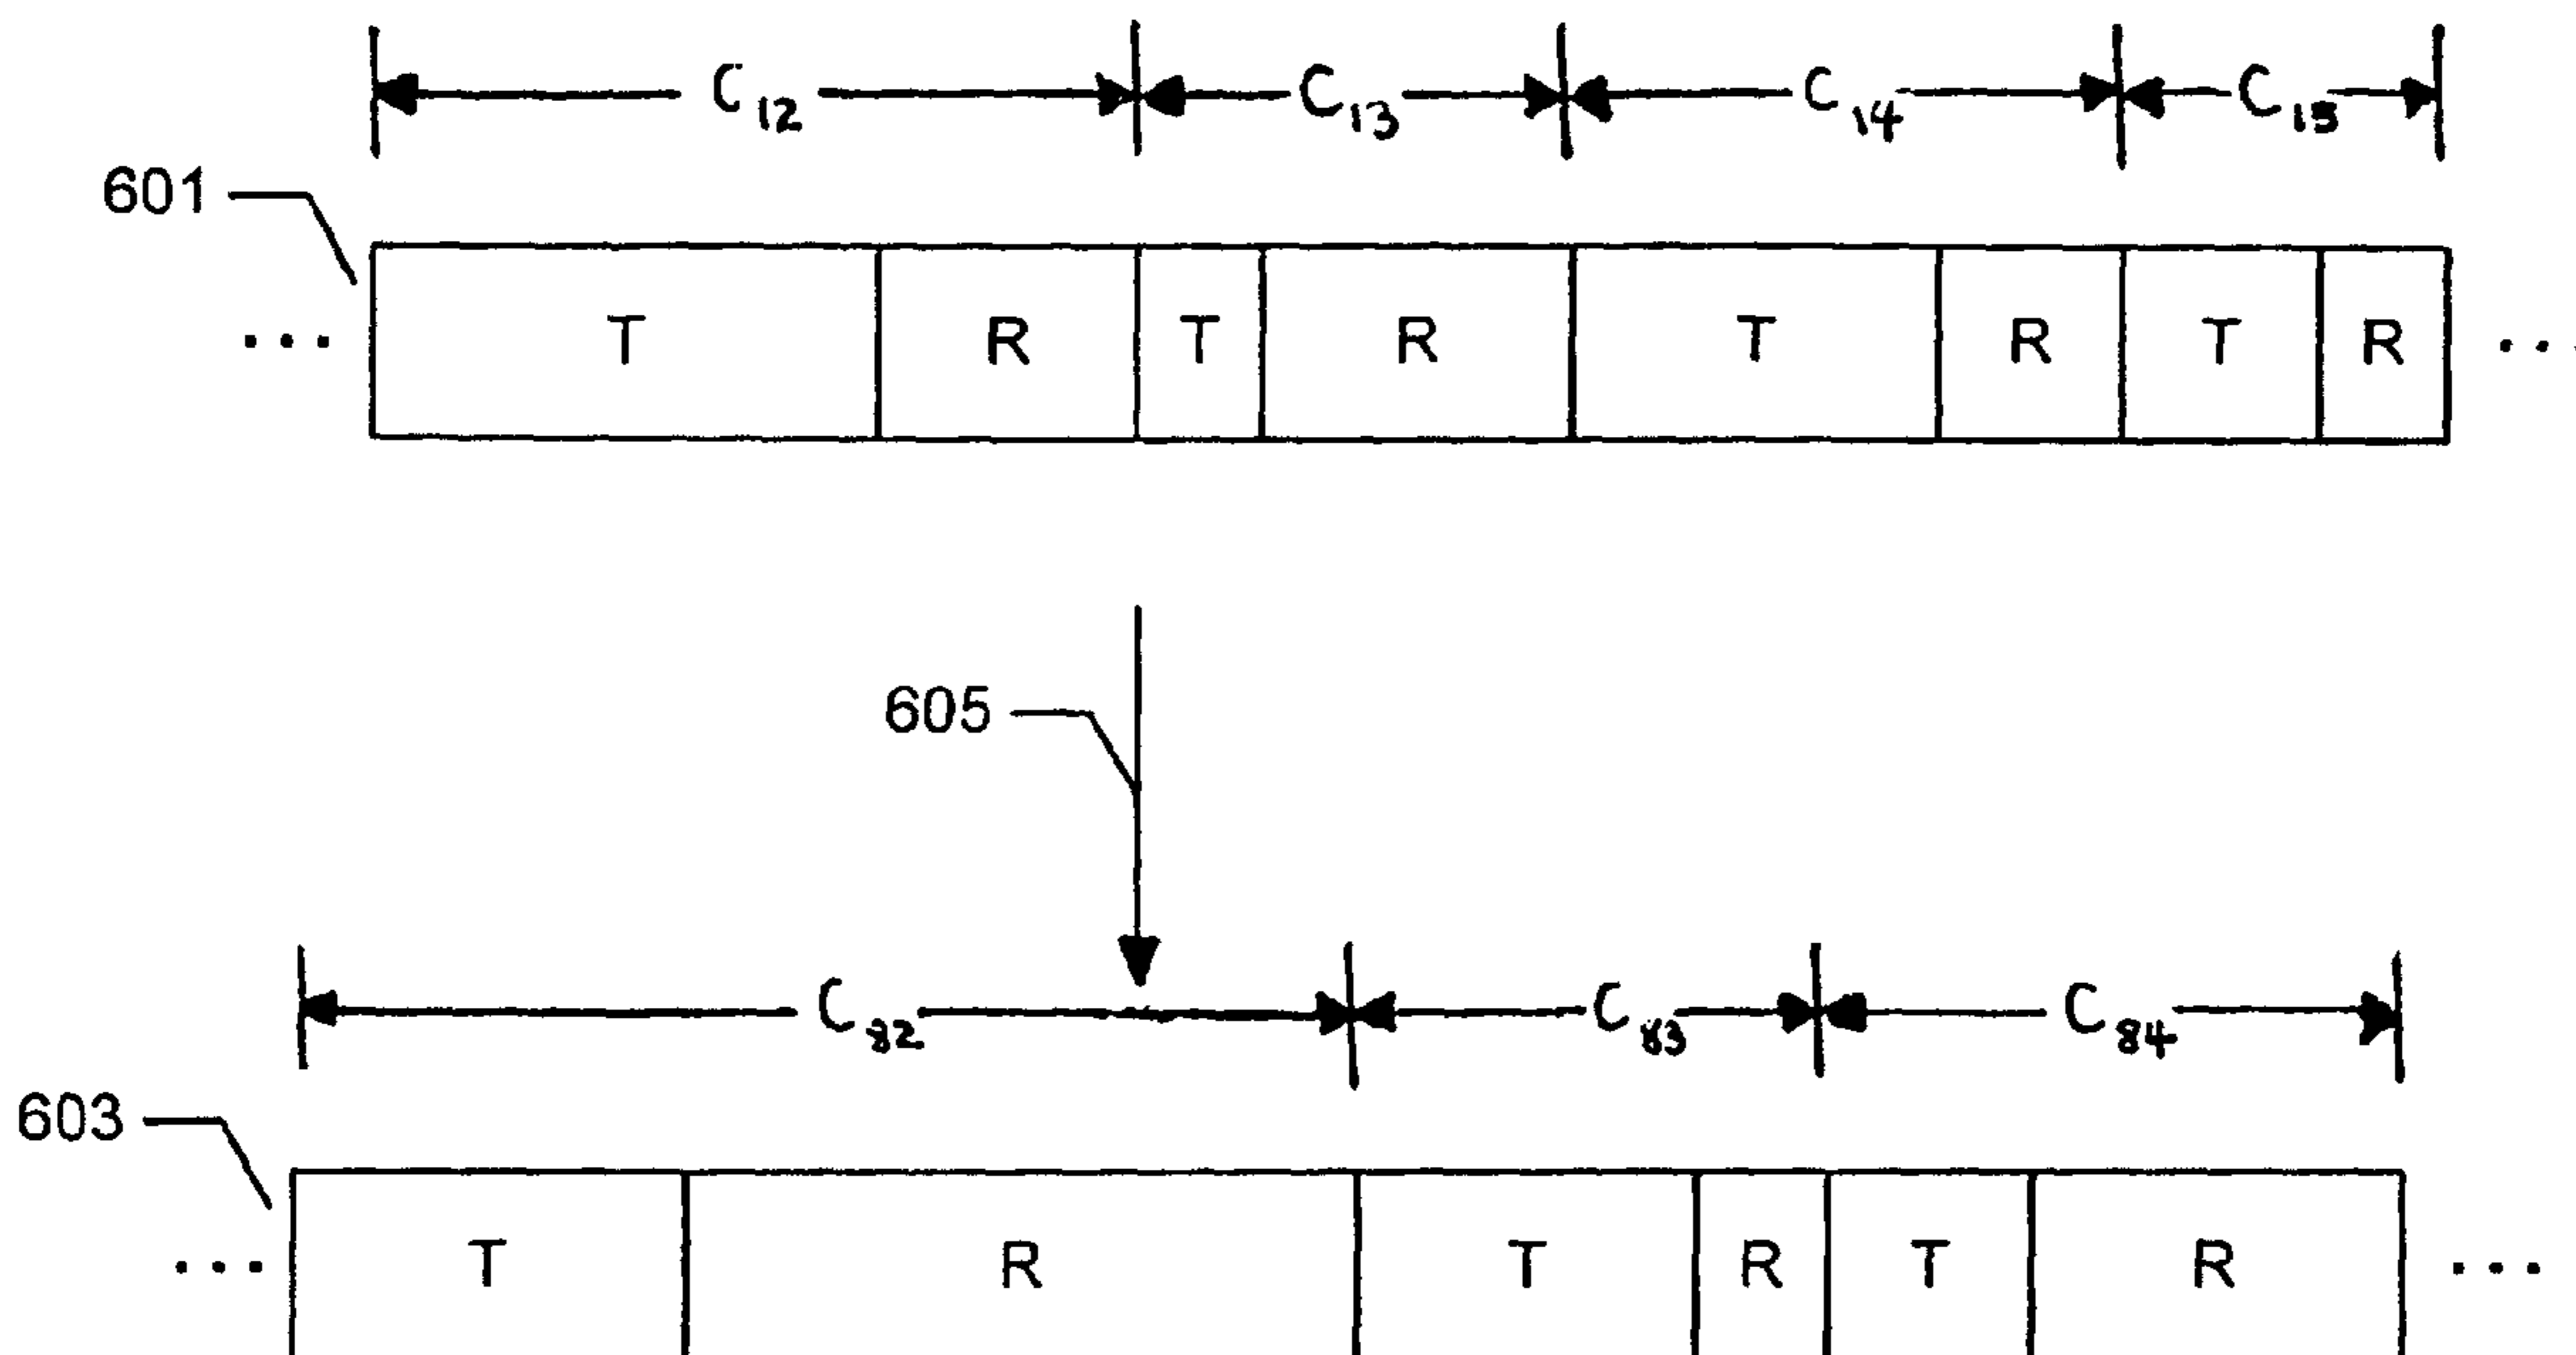 C₁₂ C₁₃ C₁₄ C₁₅
601
... T R T R T R T R ...
605
C₈₂ C₈₃ C₈₄
603
... T R T R T R ...